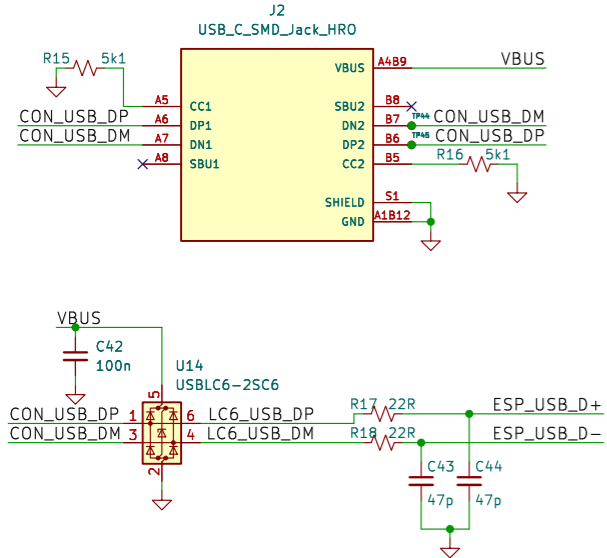 J2
USB_C_SMD_Jack_HRO
R15 5k1
VBUS A4B9 VBUS
A5 CC1 SBU2 B8
CON_USB_DP A6 DP1 DN2 B7 TP44 CON_USB_DM
CON_USB_DM A7 DN1 DP2 B6 TP45 CON_USB_DP
A8 SBU1 CC2 B5 R16 5k1
SHIELD S1
GND A1B12
VBUS
C42
100n
U14
USBLC6-2SC6
5
R17 22R ESP_USB_D+
CON_USB_DP 1 6 LC6_USB_DP
CON_USB_DM 3 4 LC6_USB_DM R18 22R ESP_USB_D-
2
C43 C44
47p 47p